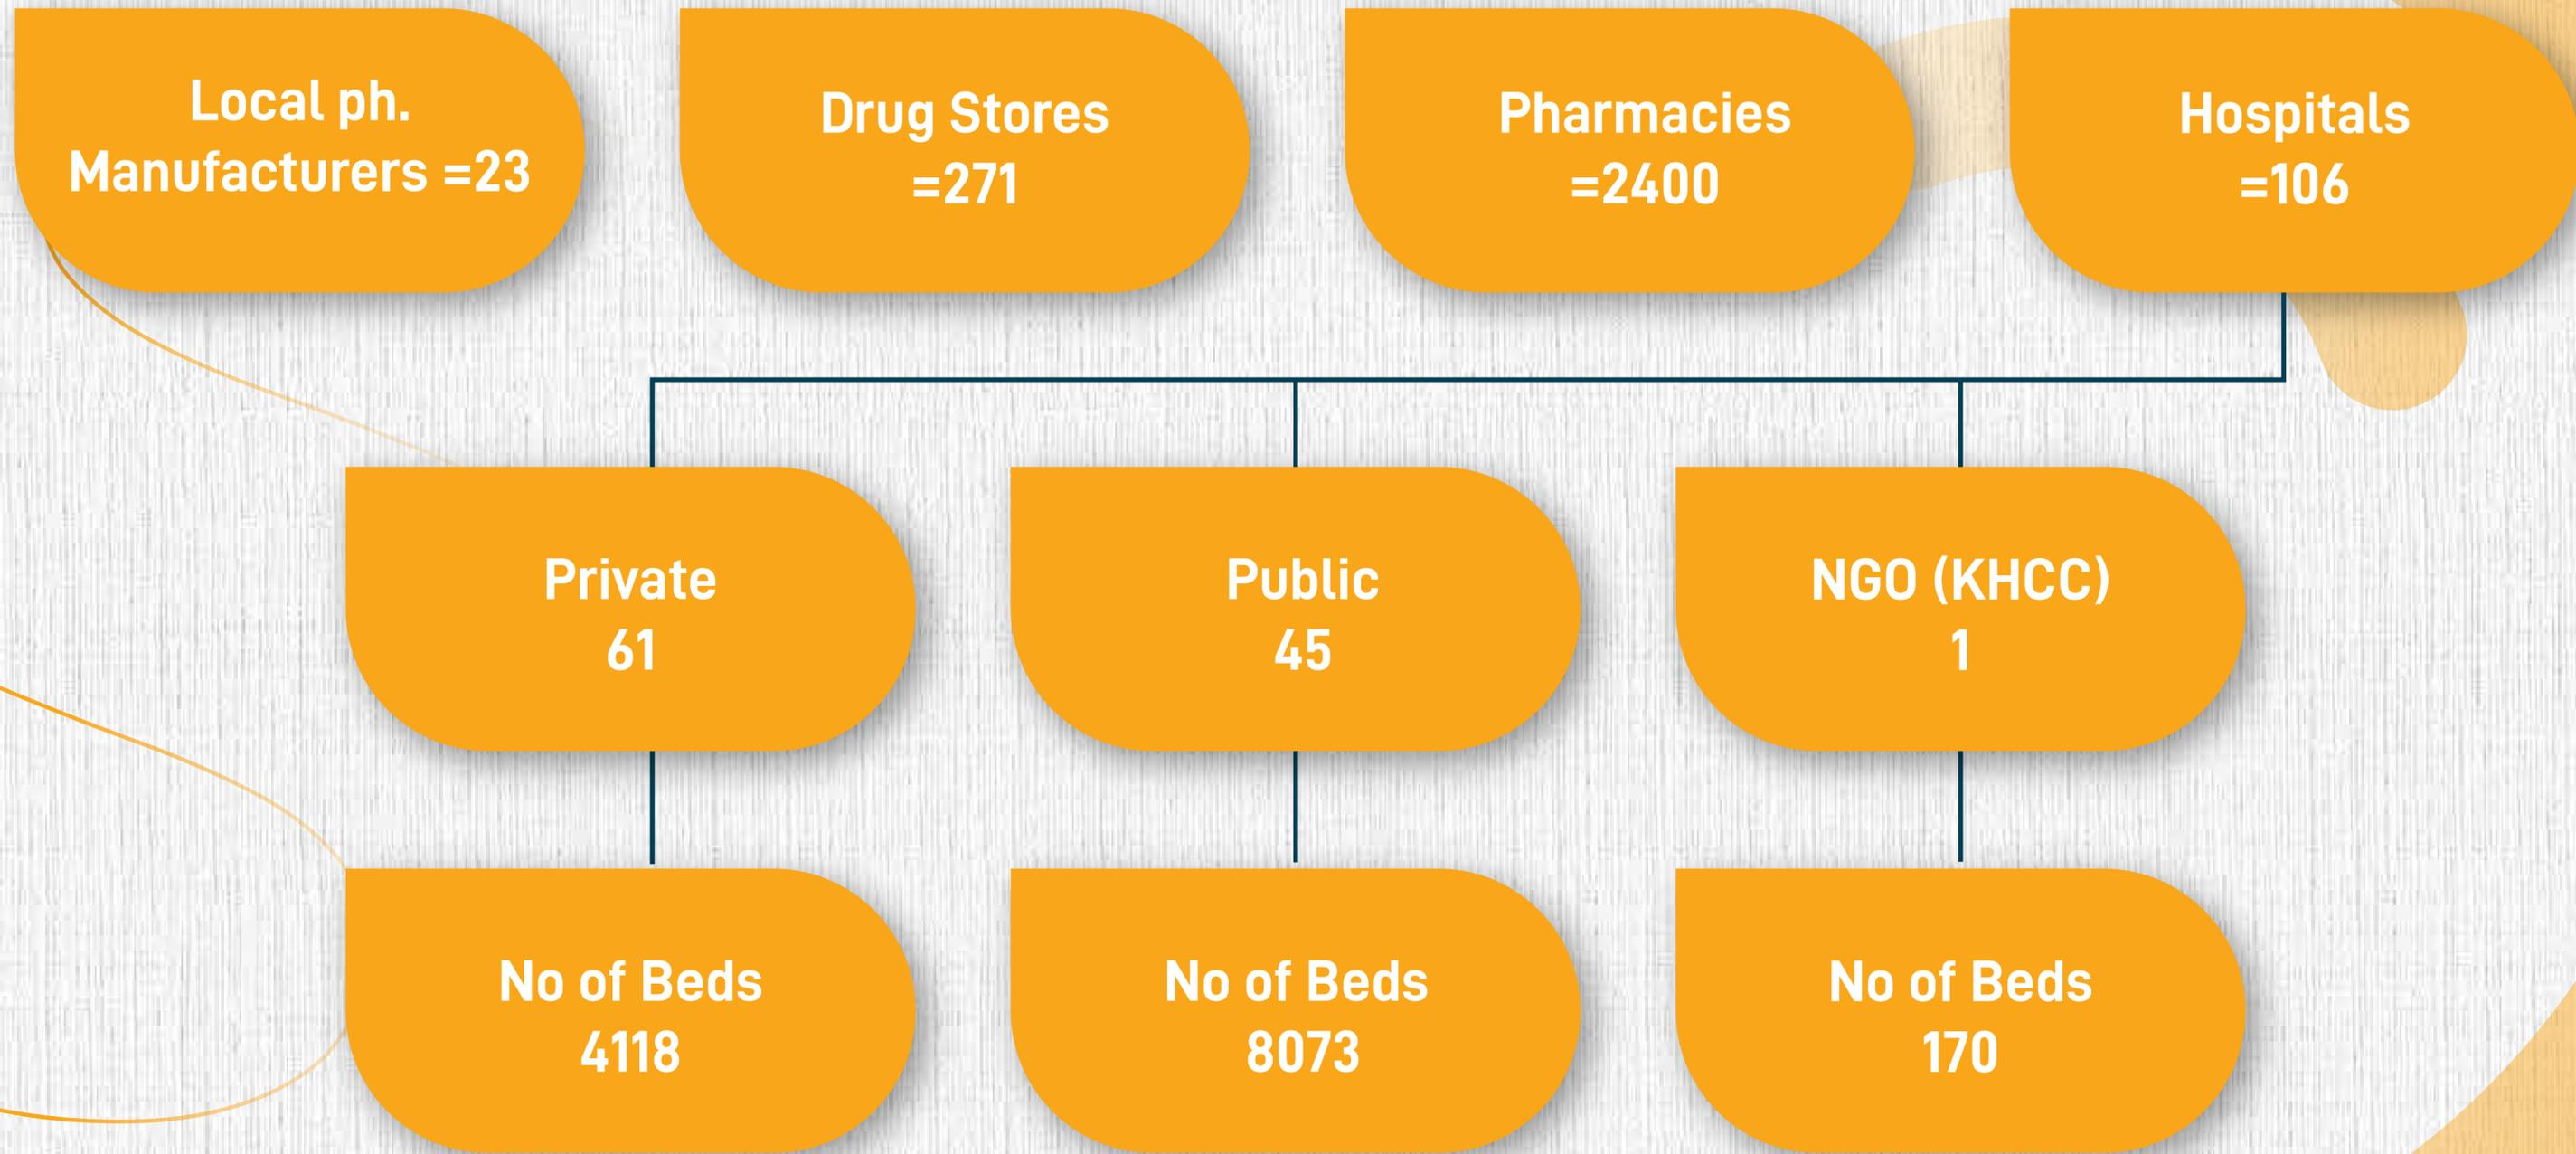 Local ph.
Manufacturers =23
Drug Stores
=271
Pharmacies
=2400
Hospitals
=106
Private
61
Public
45
NGO (KHCC)
1
No of Beds
4118
No of Beds
8073
No of Beds
170